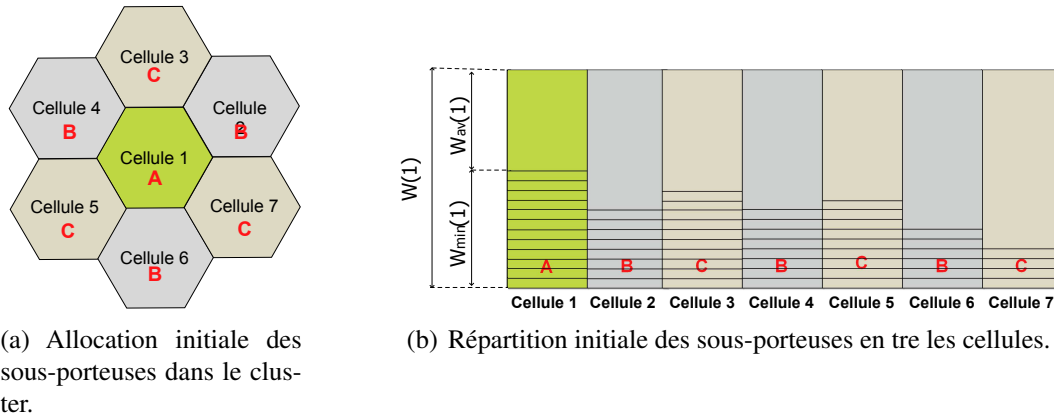 Cellule 3
C
Cellule 4
B
Cellule
2
B
Cellule 1
A
Cellule 5
C
Cellule 7
C
Cellule 6
B
W(1)
Wav(1)
Wmin(1)
A B C B C B C
Cellule 1 Cellule 2 Cellule 3 Cellule 4 Cellule 5 Cellule 6 Cellule 7
(a) Allocation initiale des
sous-porteuses dans le clus-
ter.
(b) Répartition initiale des sous-porteuses en tre les cellules.